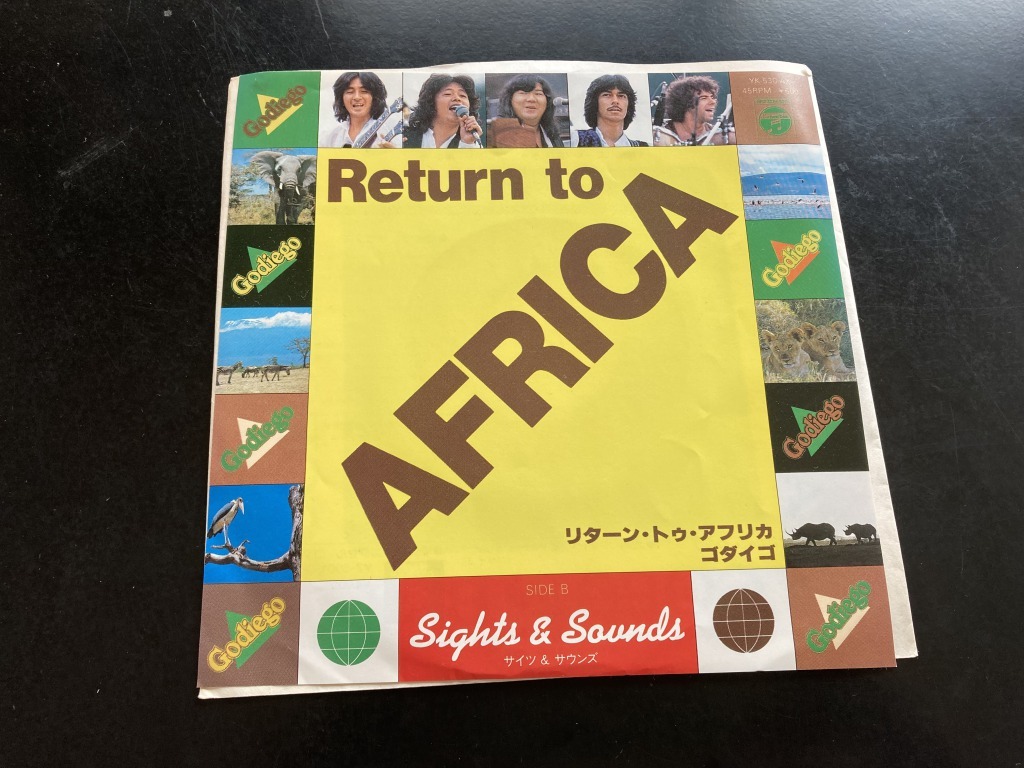 Godiego
45RPM
Return to
AFRICA
Godiego
Godiego
Godiego
Godiego
リターン・トゥ・アフリカ
ゴダイゴ
SIDE B
Sights & Sounds
サイツ & サウンズ
Godiego
Godiego